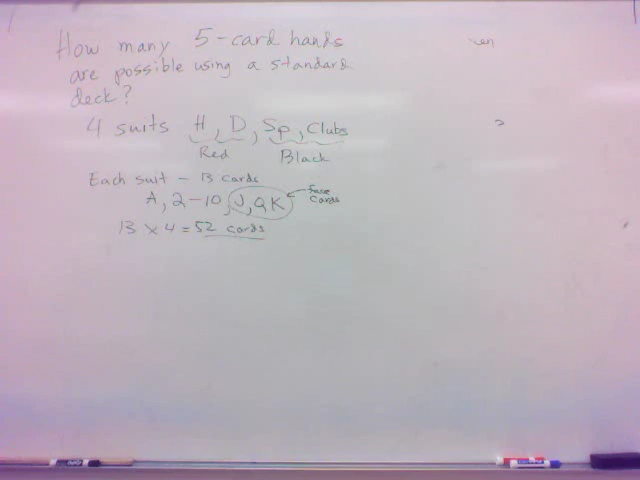 How many 5-card hands
are possible using a standard
deck?
4 suits H, D, Sp, Clubs
Red Black
Each suit - 13 cards
A, 2-10, J, Q K face cards
13 x 4 = 52 cards